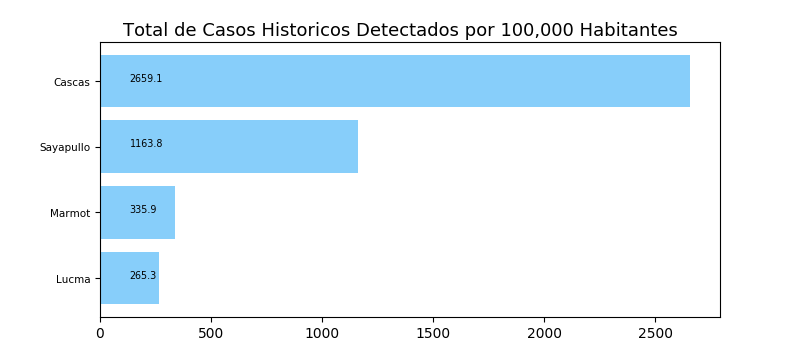 Total de Casos Historicos Detectados por 100,000 Habitantes
Cascas 2659.1
Sayapullo 1163.8
Marmot 335.9
Lucma 265.3
0 500 1000 1500 2000 2500